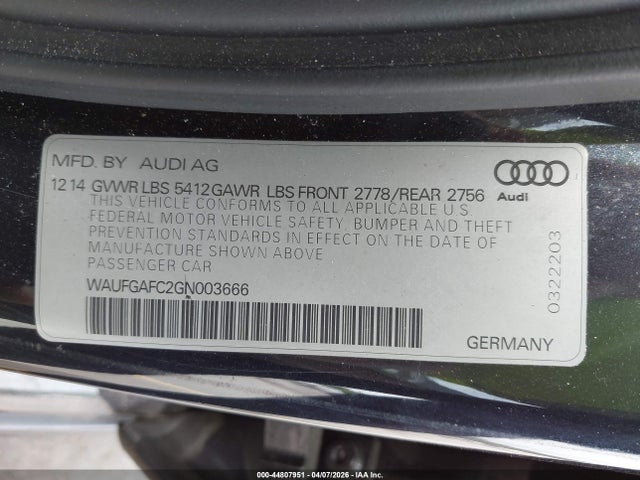 MFD. BY AUDI AG
12 14 GVWR LBS 5412 GAWR LBS FRONT 2778/REAR 2756
THIS VEHICLE CONFORMS TO ALL APPLICABLE U.S
FEDERAL MOTOR VEHICLE SAFETY, BUMPER AND THEFT
PREVENTION STANDARDS IN EFFECT ON THE DATE OF
MANUFACTURE SHOWN ABOVE
PASSENGER CAR
WAUFGAFC2GN003666
Audi
0322203
GERMANY
000-44807951 - 04/07/2026 - IAA Inc.